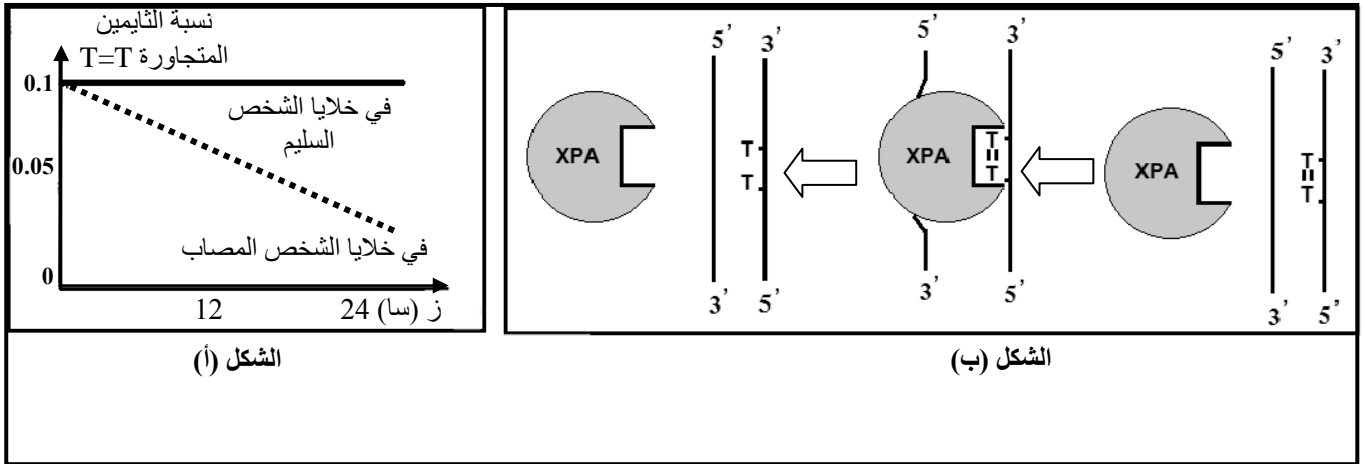 نسبة الثايمين
المتجاورة T=T
0.1
في خلايا الشخص
السليم
0.05
في خلايا الشخص المصاب
0
12
24
ز (سا)
الشكل (أ)
5’ 3’
XPA
T
T
3’ 5’
5’ 3’
XPA
T=T
3’ 5’
5’ 3’
XPA
T=T
3’ 5’
الشكل (ب)